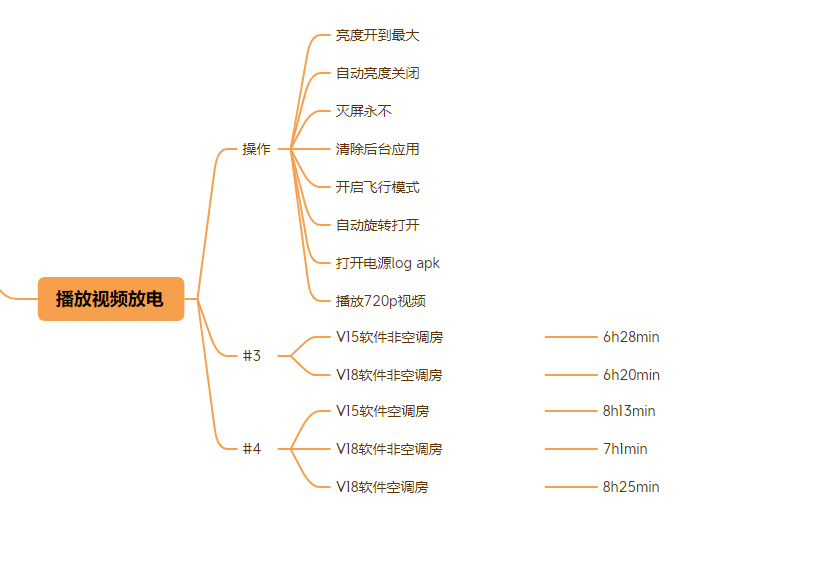 播放视频放电
操作
亮度开到最大
自动亮度关闭
灭屏永不
清除后台应用
开启飞行模式
自动旋转打开
打开电源log apk
播放720p视频
#3
V15软件非空调房 6h28min
V18软件非空调房 6h20min
#4
V15软件空调房 8h13min
V18软件非空调房 7h1min
V18软件空调房 8h25min